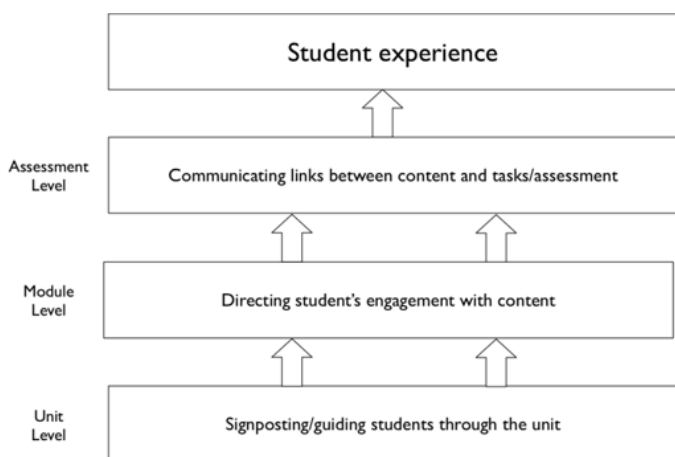 Student experience
Assessment
Level
Communicating links between content and tasks/assessment
Module
Level
Directing student's engagement with content
Unit
Level
Signposting/guiding students through the unit